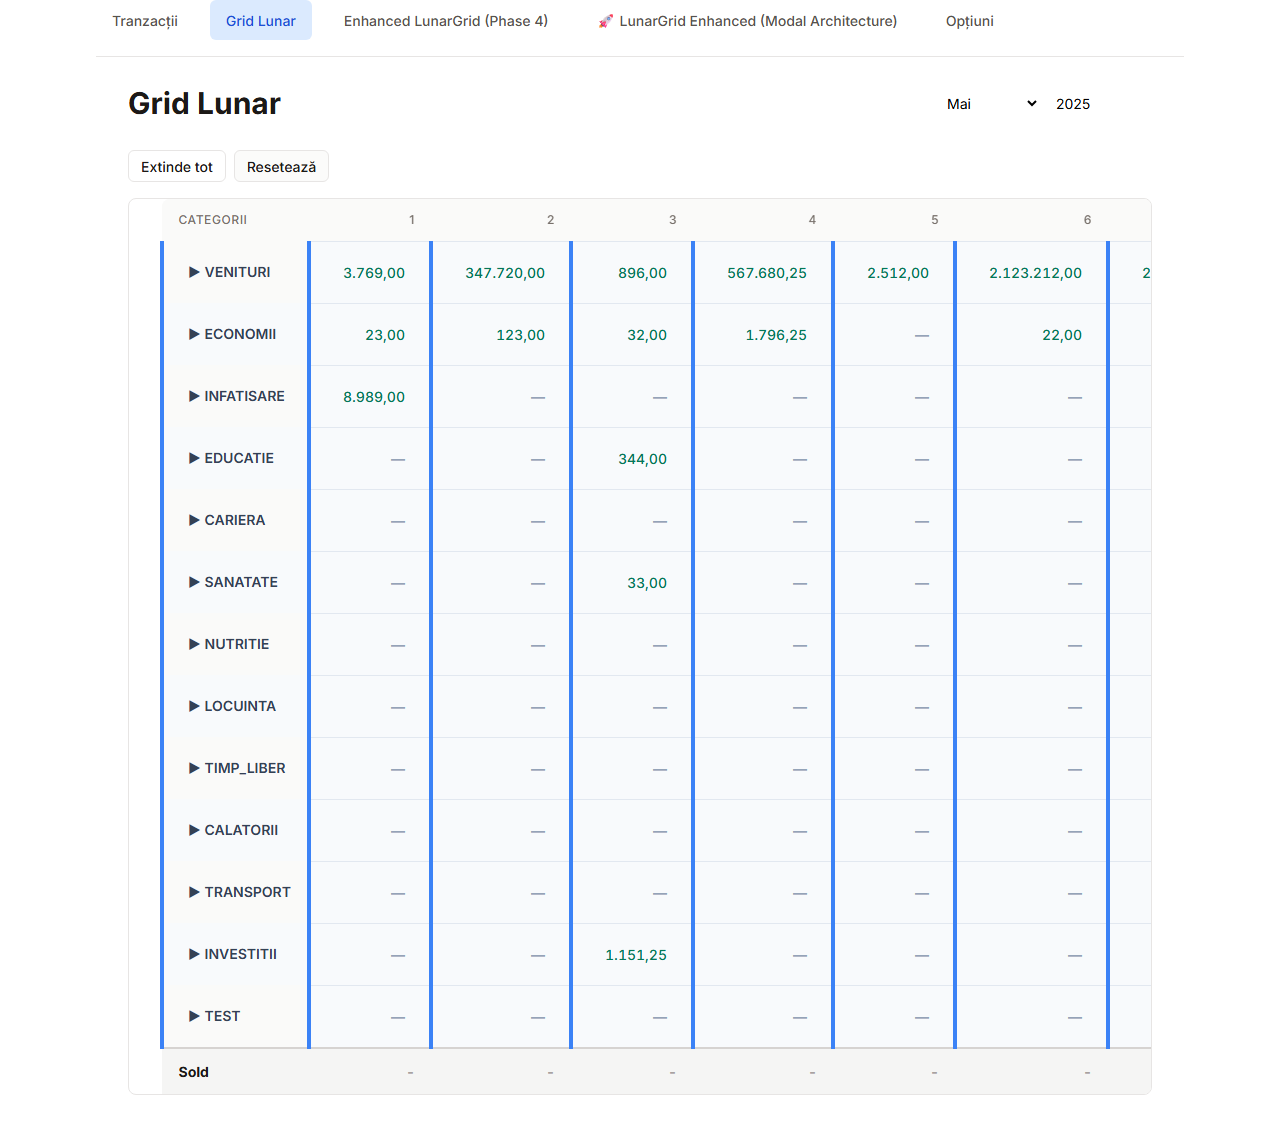 Tranzacții Grid Lunar Enhanced LunarGrid (Phase 4) 🚀 LunarGrid Enhanced (Modal Architecture) Opțiuni
Grid Lunar Mai 2025
Extinde tot Resetează
CATEGORII 1 2 3 4 5 6
▶ VENITURI 3.769,00 347.720,00 896,00 567.680,25 2.512,00 2.123.212,00 2
▶ ECONOMII 23,00 123,00 32,00 1.796,25 — 22,00
▶ INFATISARE 8.989,00 — — — — —
▶ EDUCATIE — — 344,00 — — —
▶ CARIERA — — — — — —
▶ SANATATE — — 33,00 — — —
▶ NUTRITIE — — — — — —
▶ LOCUINTA — — — — — —
▶ TIMP_LIBER — — — — — —
▶ CALATORII — — — — — —
▶ TRANSPORT — — — — — —
▶ INVESTITII — — 1.151,25 — — —
▶ TEST — — — — — —
Sold - - - - - -